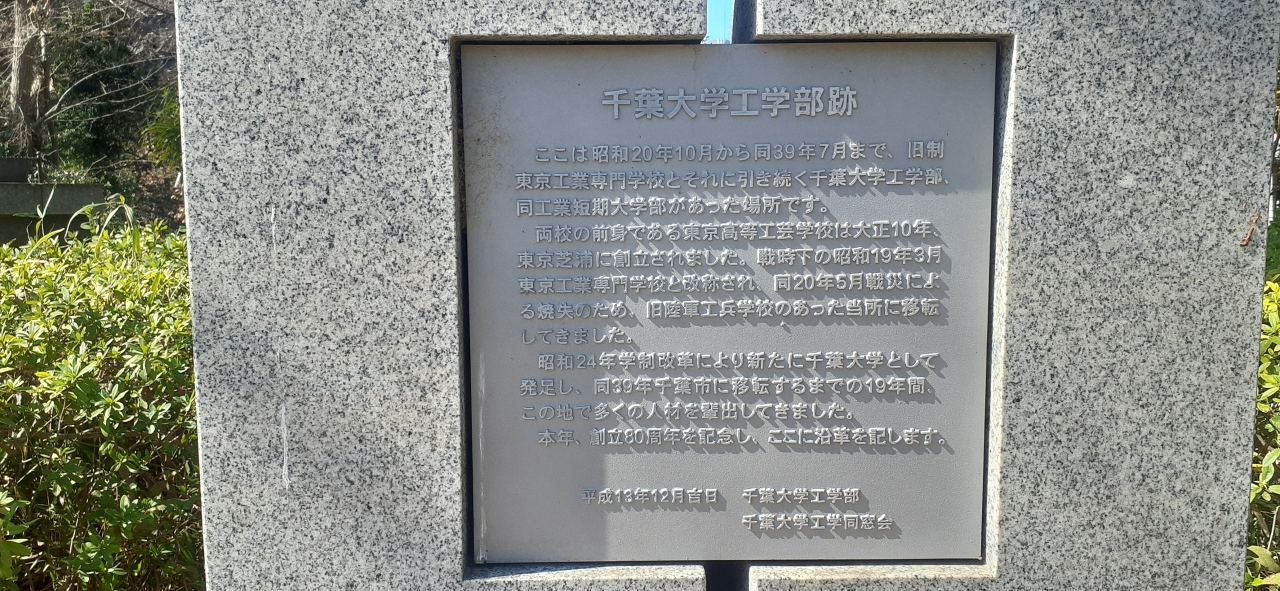 千葉大学工学部跡
ここは昭和20年10月から同39年7月まで、旧制
東京工業専門学校とそれに引き続く千葉大学工学部、
同工業短期大学部があった場所です。
両校の前身である東京高等工芸学校は大正10年、
東京芝浦に創立されました。戦時下の昭和19年3月
東京工業専門学校と改称され、同20年5月戦災によ
る焼失のため、旧陸軍工兵学校のあった当所に移転
してきました。
昭和24年学制改革により新たに千葉大学として
発足し、同39年千葉市に移転するまでの19年間、
この地で多くの人材を輩出してきました。
本年、創立80周年を記念し、ここに沿革を記します。
平成13年12月吉日 千葉大学工学部
千葉大学工学同窓会